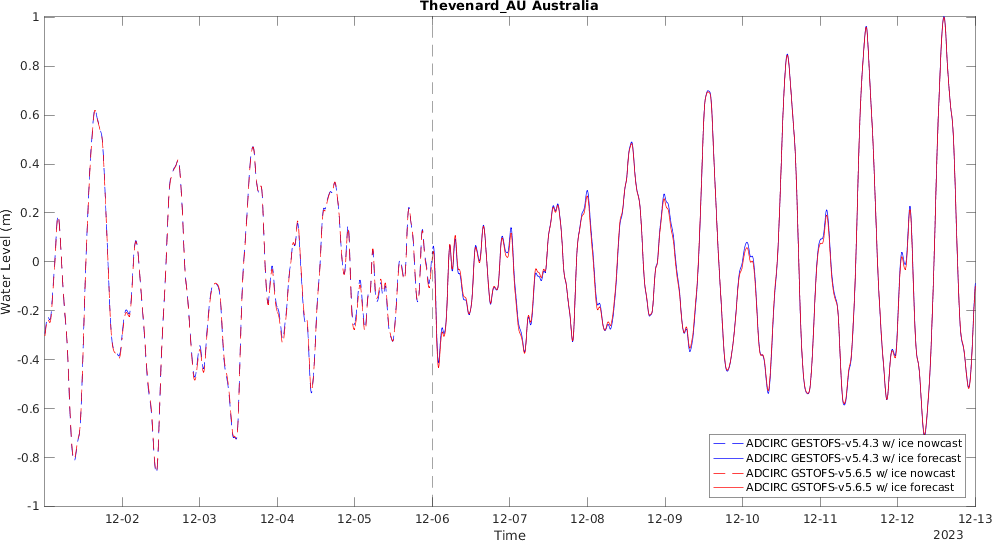 Thevenard_AU Australia
1
0.8
0.6
0.4
0.2
0
-0.2
-0.4
-0.6
-0.8
-1
Water Level (m)
ADCIRC GESTOFS-v5.4.3 w/ ice nowcast
ADCIRC GESTOFS-v5.4.3 w/ ice forecast
ADCIRC GSTOFS-v5.6.5 w/ ice nowcast
ADCIRC GSTOFS-v5.6.5 w/ ice forecast
12-02 12-03 12-04 12-05 12-06 12-07 12-08 12-09 12-10 12-11 12-12 12-13
Time
2023